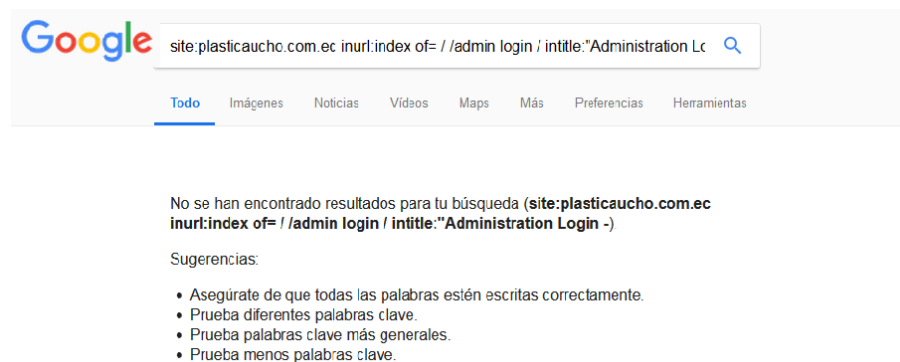 Google
site:plasticaucho.com.ec inurl:index of= / /admin login / intitle:"Administration Lo
Todo Imágenes Noticias Vídeos Maps Más Preferencias Herramientas
No se han encontrado resultados para tu búsqueda (site:plasticaucho.com.ec
inurl:index of= / /admin login / intitle:"Administration Login -)
Sugerencias:
• Asegúrate de que todas las palabras estén escritas correctamente.
• Prueba diferentes palabras clave.
• Prueba palabras clave más generales.
• Prueba menos palabras clave.